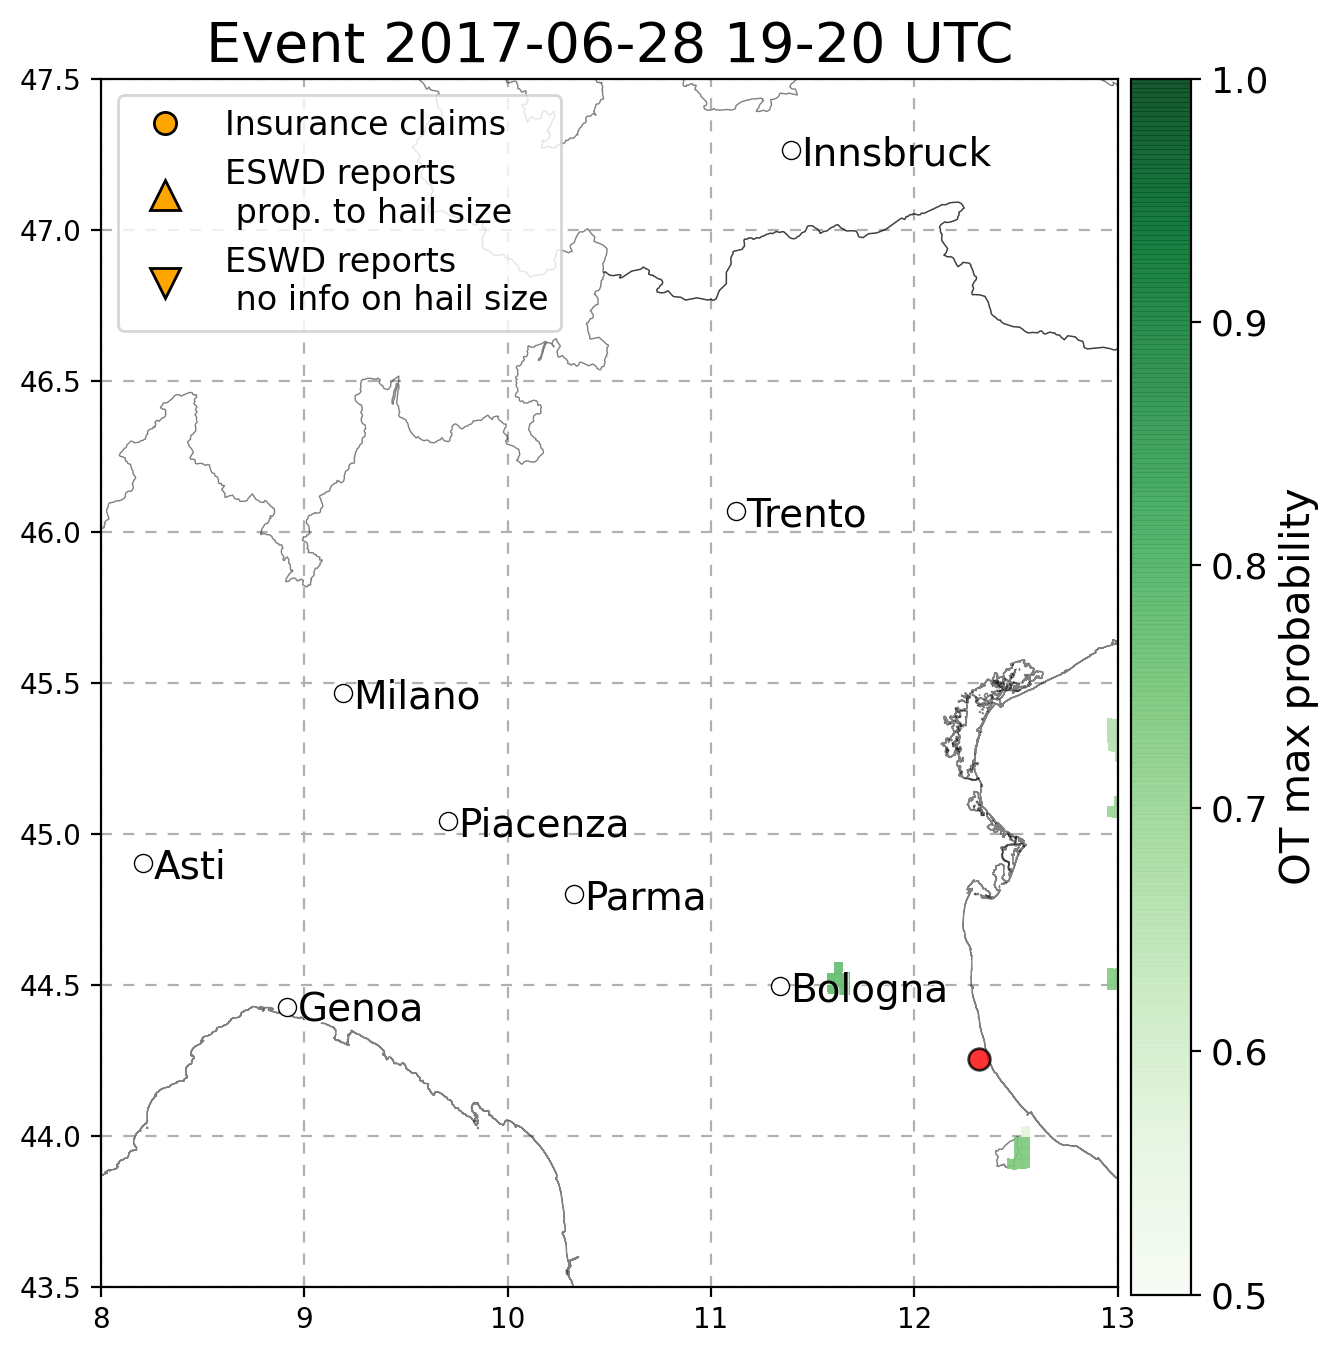 Event 2017-06-28 19-20 UTC
47.5
47.0
46.5
46.0
45.5
45.0
44.5
44.0
43.5
Insurance claims
ESWD reports
prop. to hail size
ESWD reports
no info on hail size
Innsbruck
Trento
Milano
Piacenza
Asti
Parma
Bologna
Genoa
8
9
10
11
12
13
1.0
0.9
0.8
0.7
0.6
0.5
OT max probability